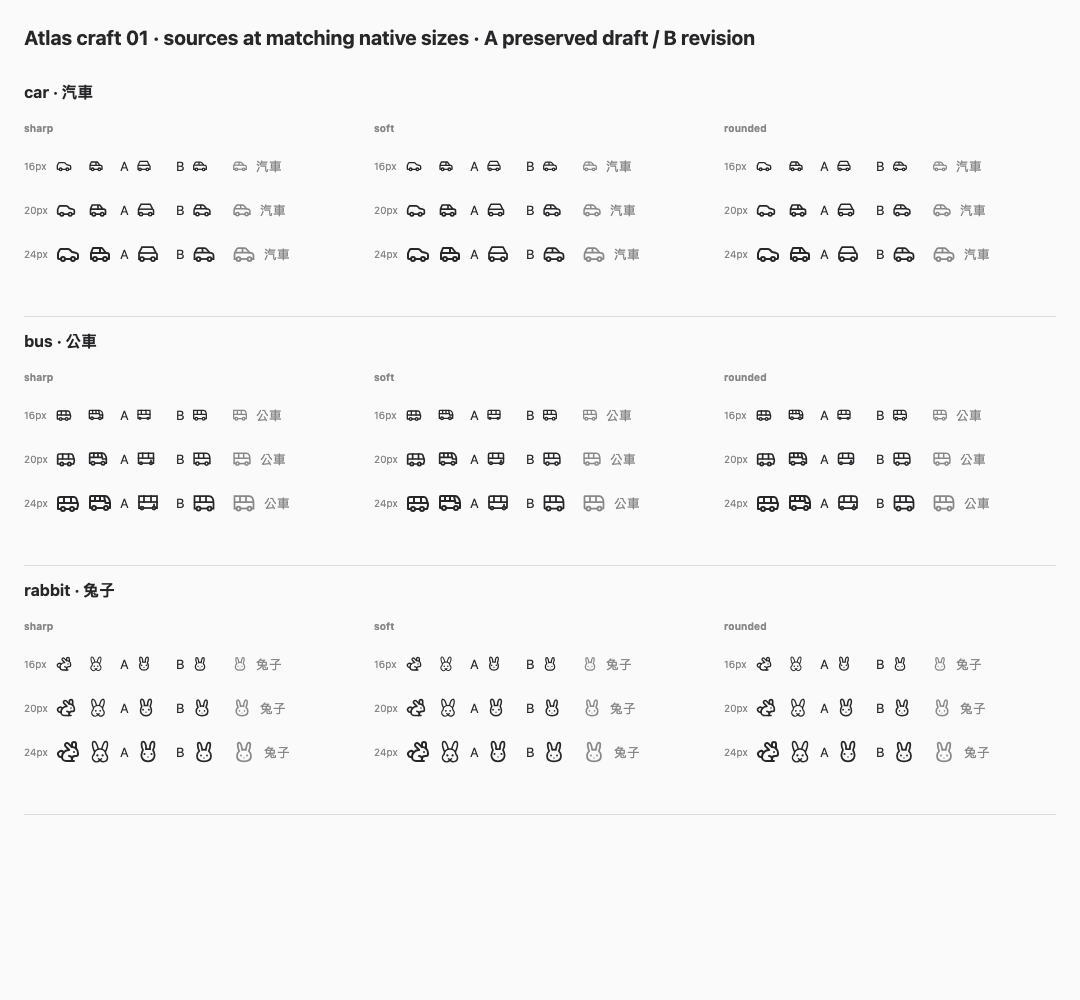 Atlas craft 01 · sources at matching native sizes · A preserved draft / B revision
car · 汽車
sharp soft rounded
16px A B 汽車 16px A B 汽車 16px A B 汽車
20px A B 汽車 20px A B 汽車 20px A B 汽車
24px A B 汽車 24px A B 汽車 24px A B 汽車
bus · 公車
sharp soft rounded
16px A B 公車 16px A B 公車 16px A B 公車
20px A B 公車 20px A B 公車 20px A B 公車
24px A B 公車 24px A B 公車 24px A B 公車
rabbit · 兔子
sharp soft rounded
16px A B 兔子 16px A B 兔子 16px A B 兔子
20px A B 兔子 20px A B 兔子 20px A B 兔子
24px A B 兔子 24px A B 兔子 24px A B 兔子